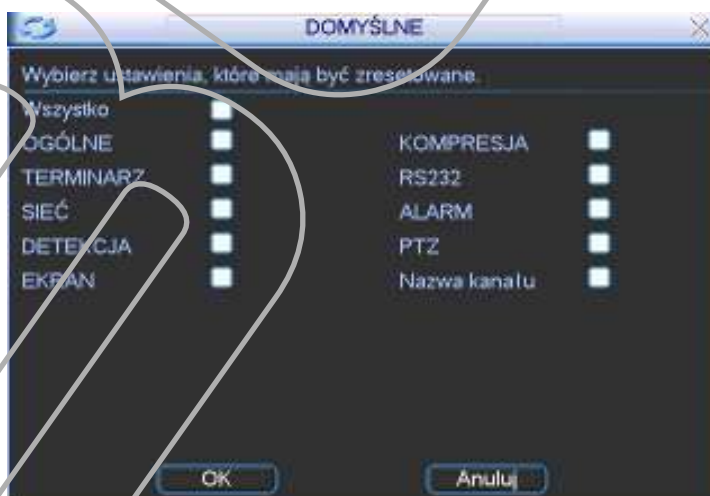 DOMYŚLNE
Wybierz ustawienia, które mają być zresetowane.
Wszystko
OGÓLNE KOMPRESJA
TERMINARZ RS232
SIEĆ ALARM
DETEKCJA PTZ
EKRAN Nazwa kanału
OK Anuluj